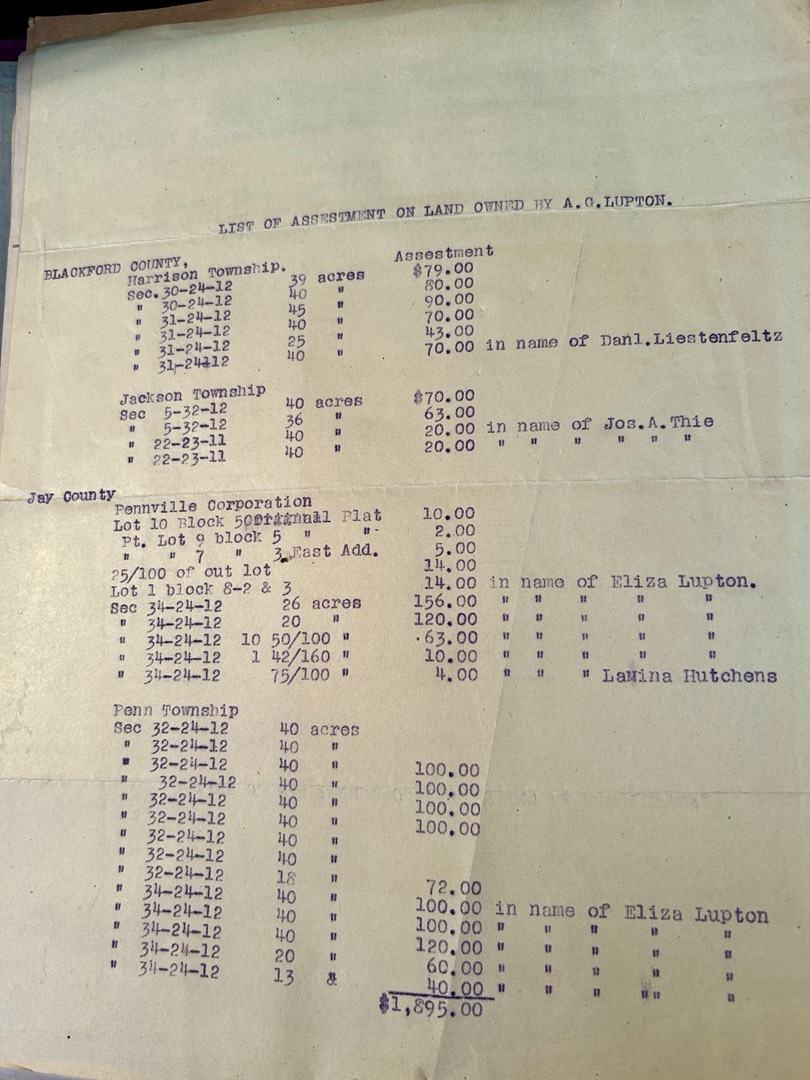 LIST OF ASSESTMENT ON LAND OWNED BY A.G.LUPTON.
Assestment
BLACKFORD COUNTY,
Harrison Township.
Sec.30-24-12 39 acres $79.00
" 30-24-12 40 " 80.00
" 31-24-12 45 " 90.00
" 31-24-12 40 " 70.00
" 31-24-12 25 " 43.00
" 31-24-12 40 " 70.00 in name of Danl.Liestenfeltz
Jackson Township
Sec 5-32-12 40 acres $70.00
" 5-32-12 36 " 63.00
" 22-23-11 40 " 20.00 in name of Jos.A.Thie
" 22-23-11 40 " 20.00 " " " " " "
Jay County
Pennville Corporation
Lot 10 Block 5 Original Plat 10.00
Pt. Lot 9 block 5 " " 2.00
" " 7 " 3 East Add. 5.00
25/100 of out lot 14.00
Lot 1 block 8-2 & 3 14.00 in name of Eliza Lupton.
Sec 34-24-12 26 acres 156.00 " " " " "
" 34-24-12 20 " 120.00 " " " " "
" 34-24-12 10 50/100 " 63.00 " " " " "
" 34-24-12 1 42/160 " 10.00 " " " " "
" 34-24-12 75/100 " 4.00 " " " LaMina Hutchens
Penn Township
Sec 32-24-12 40 acres
" 32-24-12 40 "
" 32-24-12 40 " 100.00
" 32-24-12 40 " 100.00
" 32-24-12 40 " 100.00
" 32-24-12 40 " 100.00
" 32-24-12 40 "
" 32-24-12 40 "
" 32-24-12 18 " 72.00
" 34-24-12 40 " 100.00 in name of Eliza Lupton
" 34-24-12 40 " 100.00 " " " " "
" 34-24-12 40 " 120.00 " " " " "
" 34-24-12 20 " 60.00 " " " " "
" 34-24-12 13 & 40.00 " " " " "
$1,895.00